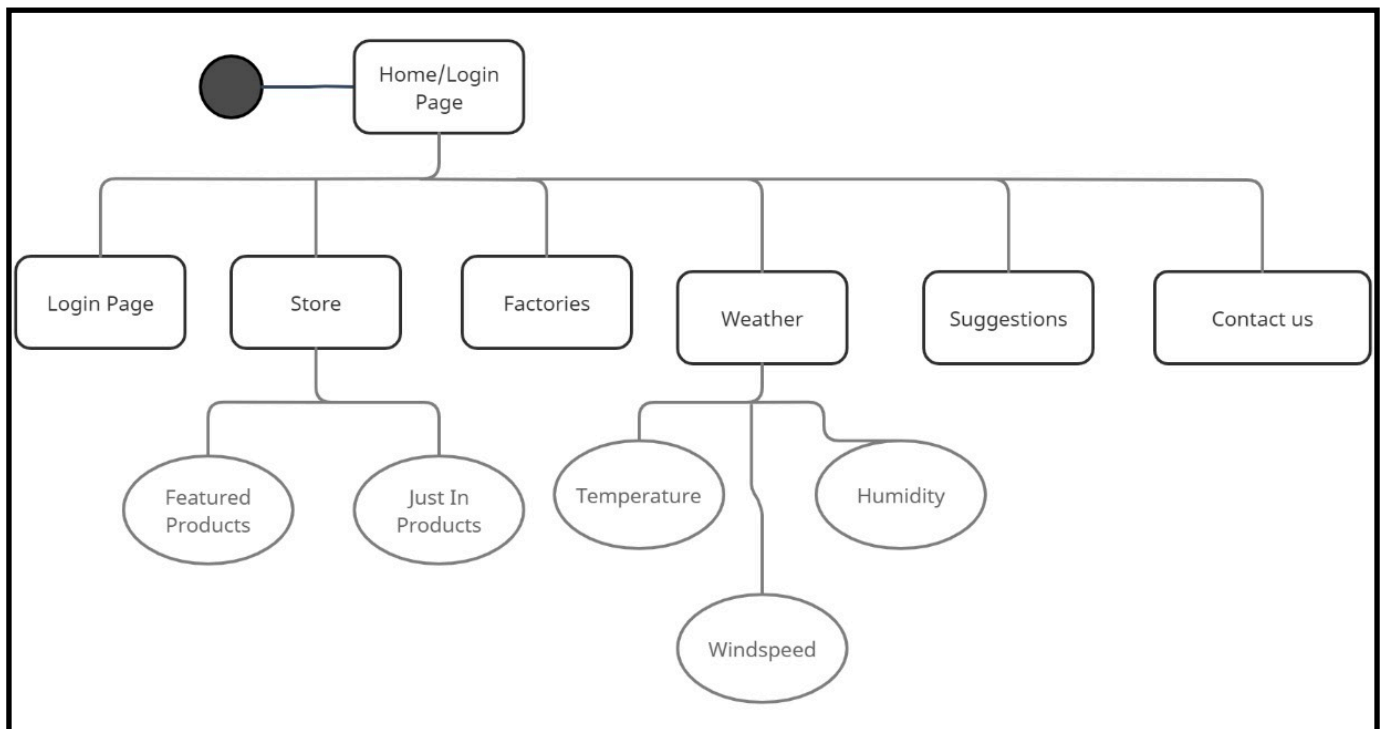 Home/Login
Page
Login Page
Store
Factories
Weather
Suggestions
Contact us
Featured
Products
Just In
Products
Temperature
Humidity
Windspeed